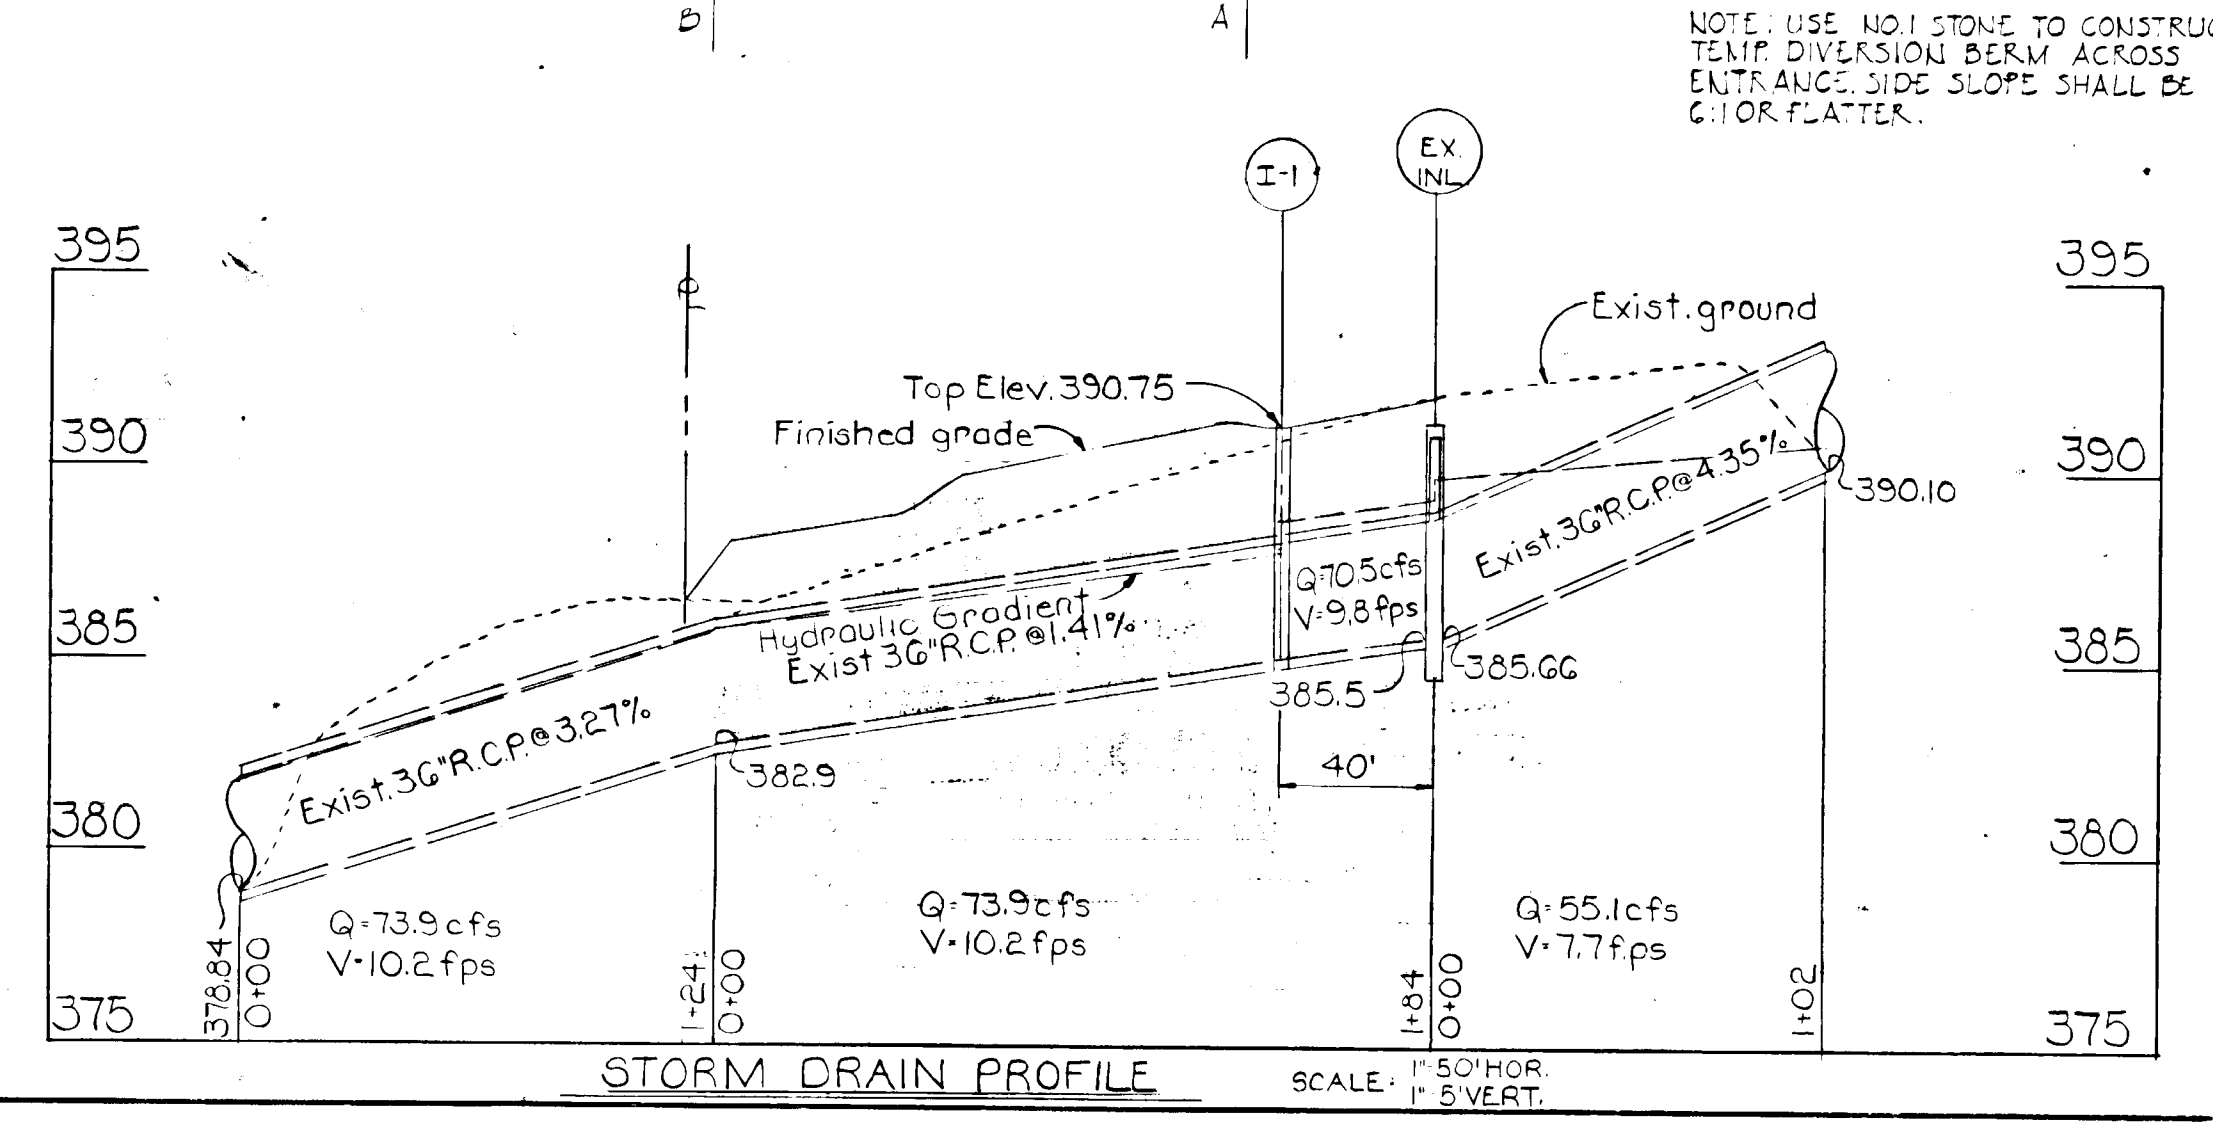 B
A
NOTE: USE NO.1 STONE TO CONSTRUC
TEMP. DIVERSION BERM ACROSS
ENTRANCE. SIDE SLOPE SHALL BE
6:1 OR FLATTER.
I-1
EX.
INL.
395
395
Exist. ground
Top Elev. 390.75
Finished grade
390
390
Exist. 36" R.C.P. @ 4.35%
390.10
Q=70.5cfs
V=9.8fps
Hydraulic Gradient
Exist 36" R.C.P. @ 1.41%
385
385
385.66
385.5
Exist. 36" R.C.P. @ 3.27%
382.9
40'
380
380
Q=73.9cfs
V=10.2fps
Q=73.9cfs
V=10.2fps
Q=55.1cfs
V=7.7f.ps
378.84
0+00
1+24
0+00
1+84
0+00
1+02
375
375
STORM DRAIN PROFILE
SCALE: 1"=50' HOR.
1"=5' VERT.